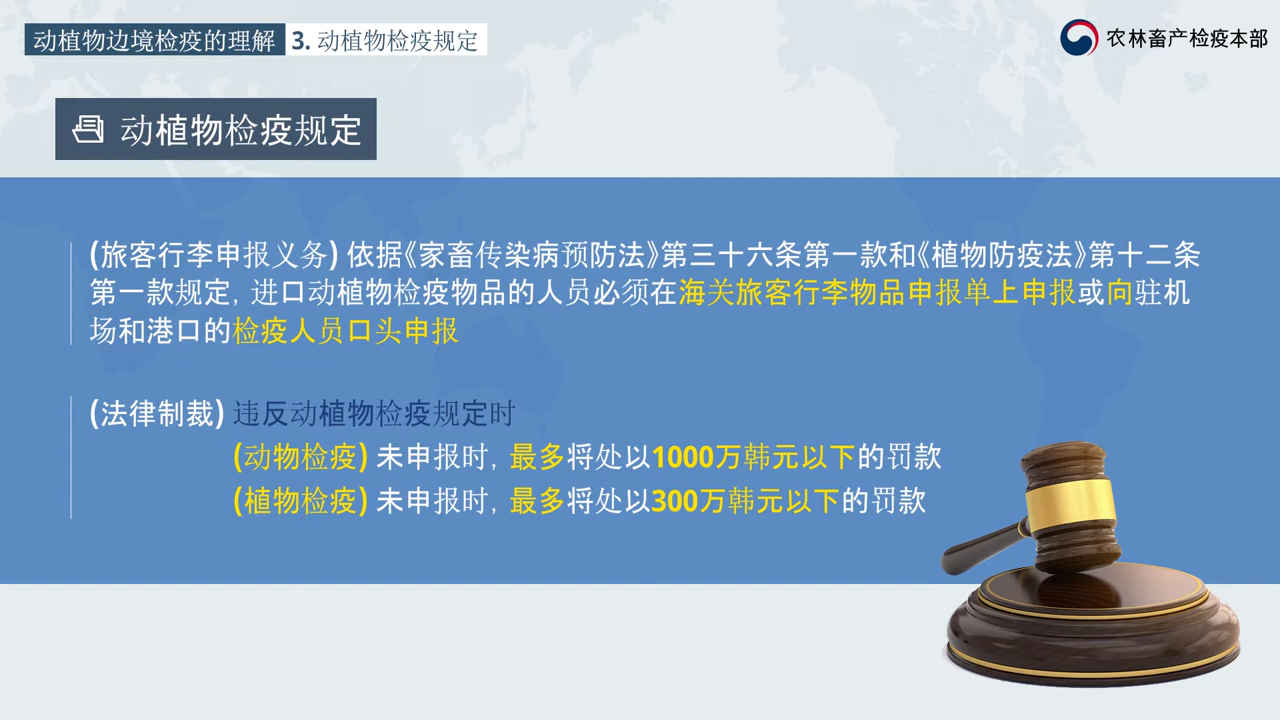 动植物边境检疫的理解 3. 动植物检疫规定
农林畜产检疫本部
动植物检疫规定
(旅客行李申报义务) 依据《家畜传染病预防法》第三十六条第一款和《植物防疫法》第十二条
第一款规定, 进口动植物检疫物品的人员必须在海关旅客行李物品申报单上申报或向驻机
场和港口的检疫人员口头申报
(法律制裁) 违反动植物检疫规定时
(动物检疫) 未申报时, 最多将处以1000万韩元以下的罚款
(植物检疫) 未申报时, 最多将处以300万韩元以下的罚款